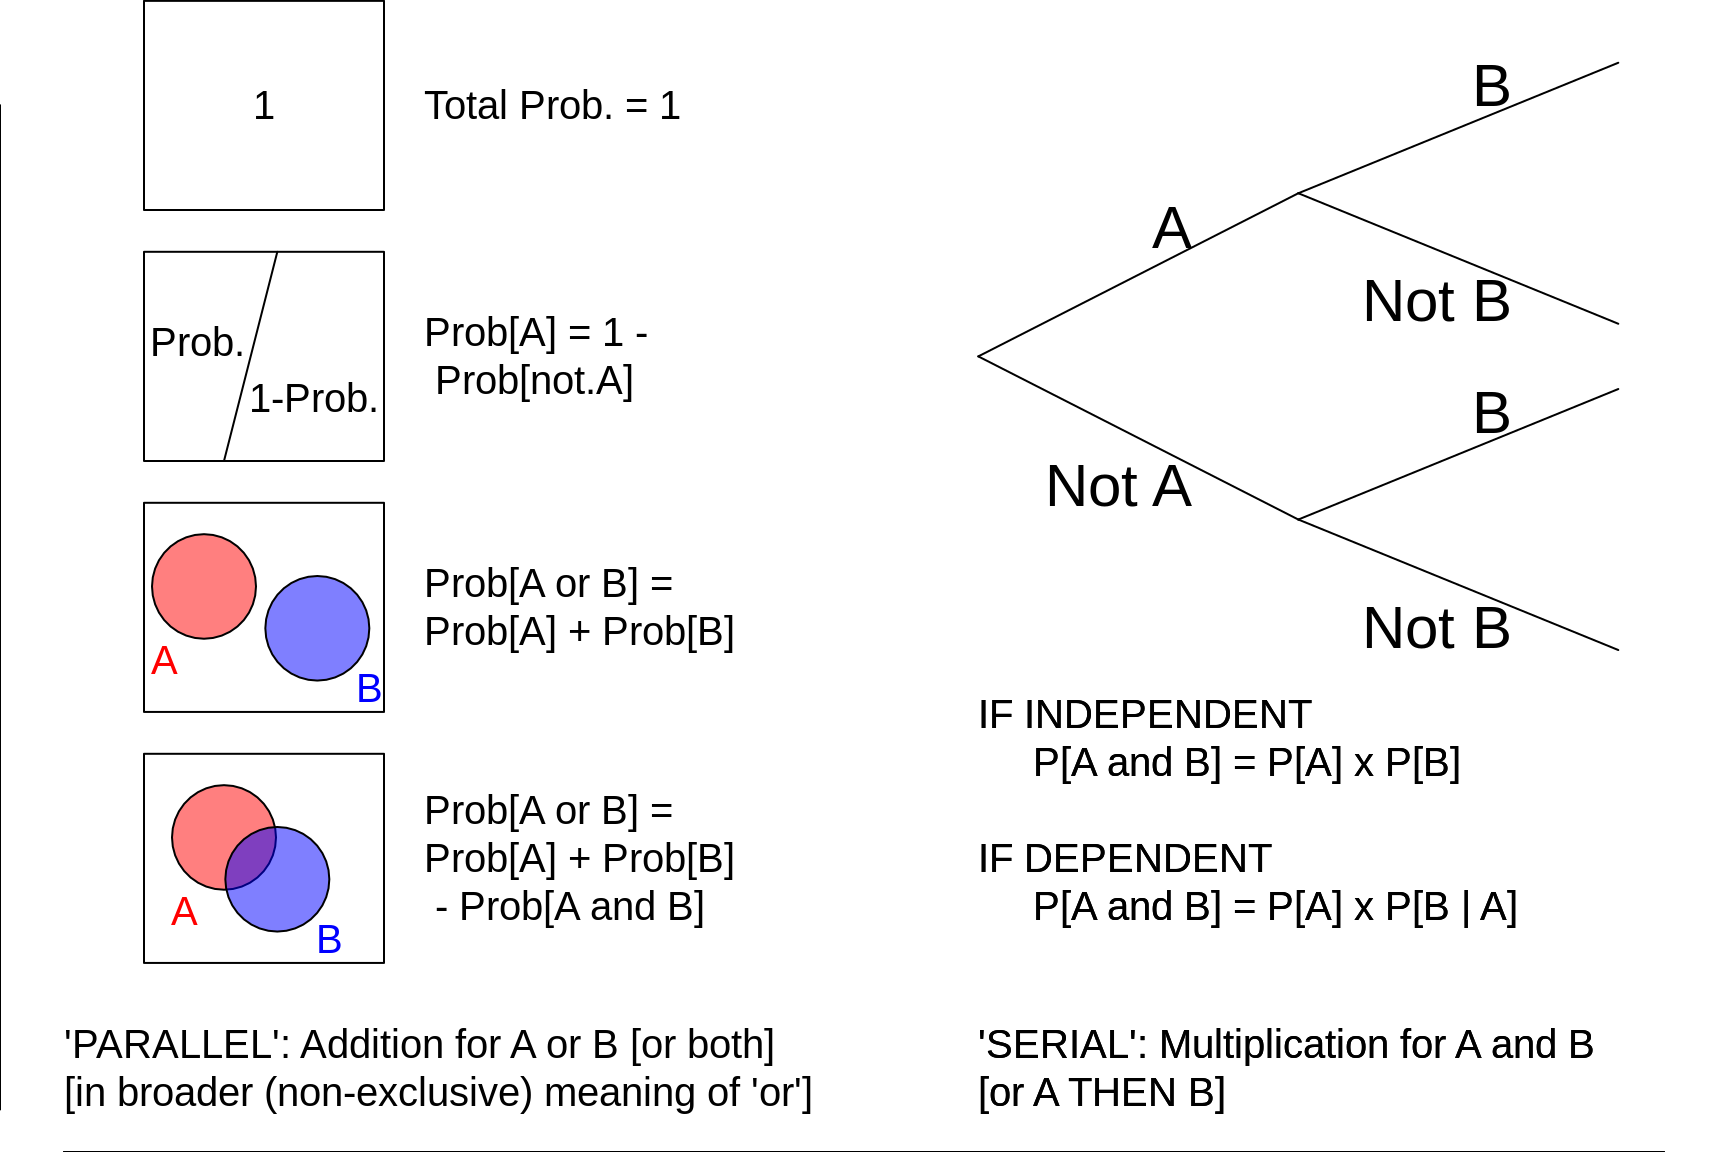 1
Total Prob. = 1
Prob.
1-Prob.
Prob[A] = 1 -
Prob[not.A]
A
B
Prob[A or B] =
Prob[A] + Prob[B]
A
B
Prob[A or B] =
Prob[A] + Prob[B]
- Prob[A and B]
'PARALLEL': Addition for A or B [or both]
[in broader (non-exclusive) meaning of 'or']
B
A
Not B
B
Not A
Not B
IF INDEPENDENT
P[A and B] = P[A] x P[B]
IF DEPENDENT
P[A and B] = P[A] x P[B | A]
'SERIAL': Multiplication for A and B
[or A THEN B]